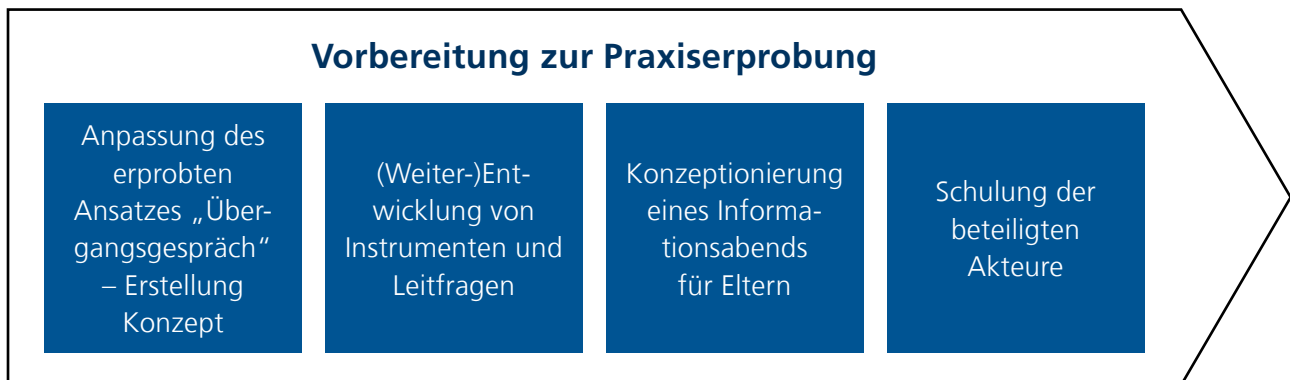 Vorbereitung zur Praxiserprobung
Anpassung des
erprobten
Ansatzes „Über-
gangsgespräch“
– Erstellung
Konzept
(Weiter-)Ent-
wicklung von
Instrumenten und
Leitfragen
Konzeptionierung
eines Informa-
tionsabends
für Eltern
Schulung der
beteiligten
Akteure